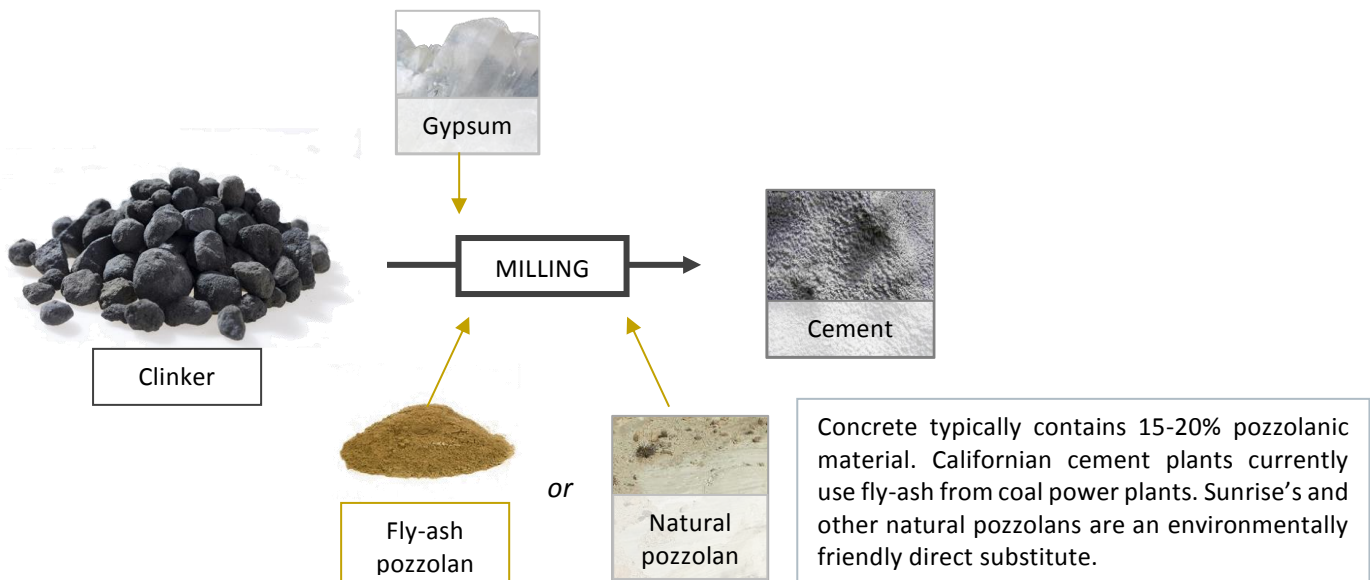 Gypsum
MILLING
Cement
Clinker
Fly-ash
pozzolan
or
Natural
pozzolan
Concrete typically contains 15-20% pozzolanic
material. Californian cement plants currently
use fly-ash from coal power plants. Sunrise’s and
other natural pozzolans are an environmentally
friendly direct substitute.